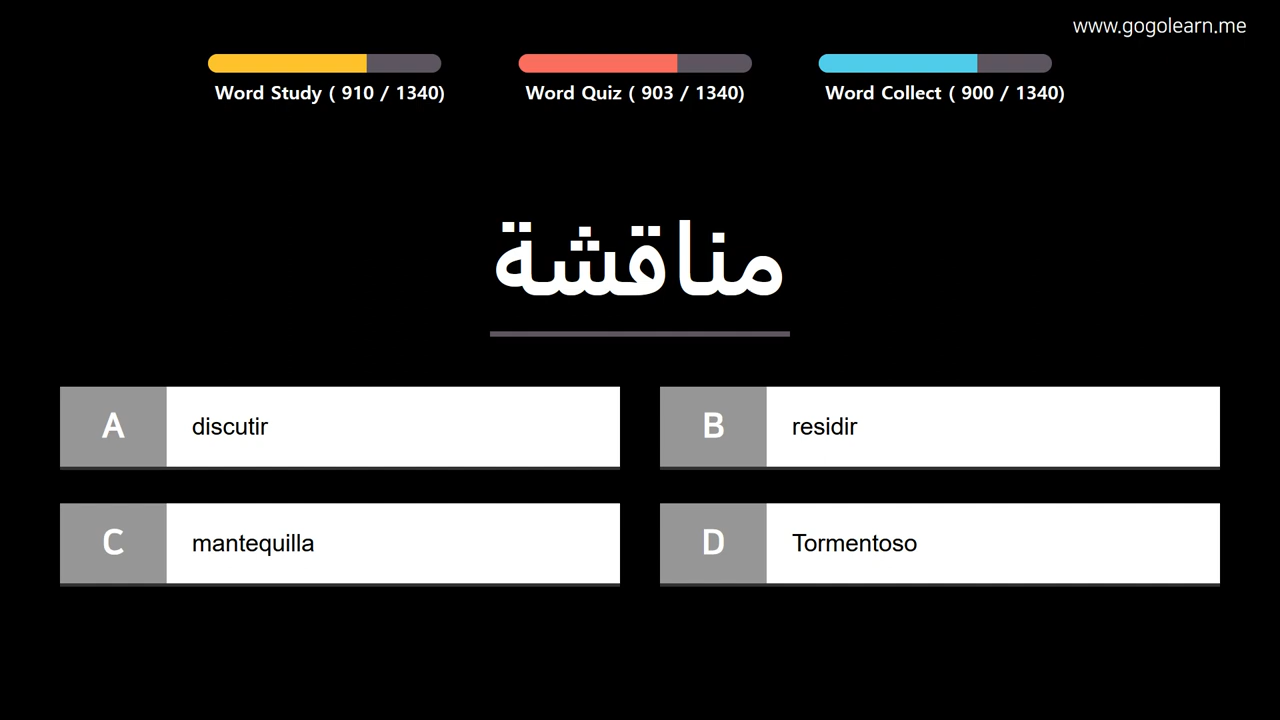 www.gogolearn.me
Word Study ( 910 / 1340)
Word Quiz ( 903 / 1340)
Word Collect ( 900 / 1340)
مناقشة
A discutir
B residir
C mantequilla
D Tormentoso